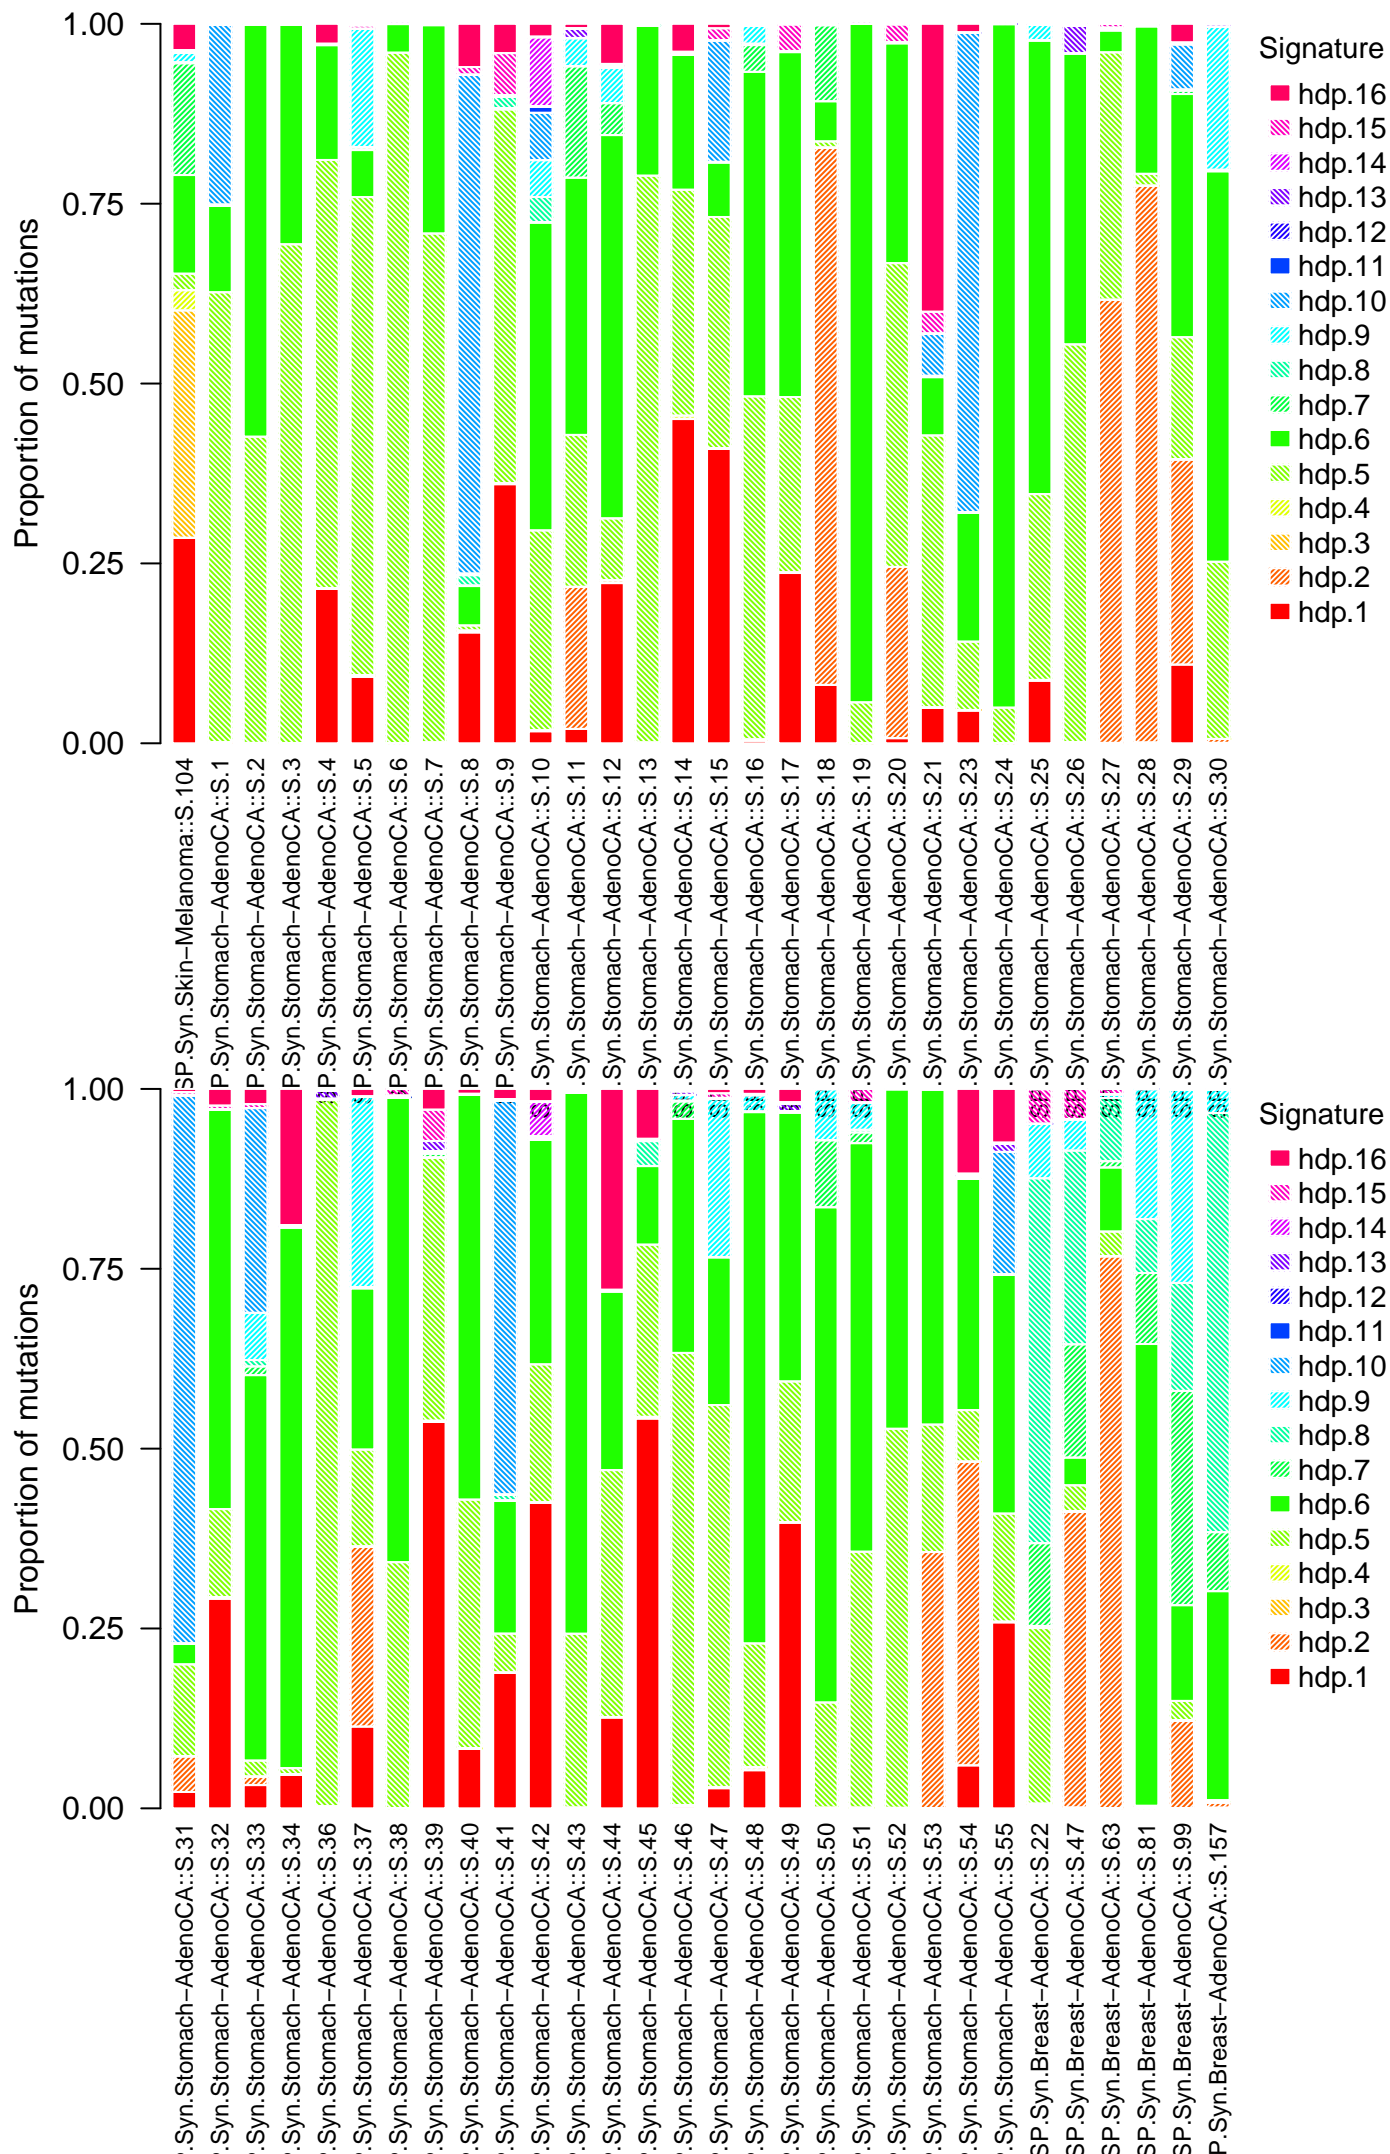 Proportion of mutations
1.00
0.75
0.50
0.25
0.00
SP.Syn.Skin−Melanoma::S.104
P.Syn.Stomach−AdenoCA::S.1
P.Syn.Stomach−AdenoCA::S.2
P.Syn.Stomach−AdenoCA::S.3
P.Syn.Stomach−AdenoCA::S.4
P.Syn.Stomach−AdenoCA::S.5
P.Syn.Stomach−AdenoCA::S.6
P.Syn.Stomach−AdenoCA::S.7
P.Syn.Stomach−AdenoCA::S.8
P.Syn.Stomach−AdenoCA::S.9
.Syn.Stomach−AdenoCA::S.10
.Syn.Stomach−AdenoCA::S.11
.Syn.Stomach−AdenoCA::S.12
.Syn.Stomach−AdenoCA::S.13
.Syn.Stomach−AdenoCA::S.14
.Syn.Stomach−AdenoCA::S.15
.Syn.Stomach−AdenoCA::S.16
.Syn.Stomach−AdenoCA::S.17
.Syn.Stomach−AdenoCA::S.18
.Syn.Stomach−AdenoCA::S.19
.Syn.Stomach−AdenoCA::S.20
.Syn.Stomach−AdenoCA::S.21
.Syn.Stomach−AdenoCA::S.23
.Syn.Stomach−AdenoCA::S.24
.Syn.Stomach−AdenoCA::S.25
.Syn.Stomach−AdenoCA::S.26
.Syn.Stomach−AdenoCA::S.27
.Syn.Stomach−AdenoCA::S.28
.Syn.Stomach−AdenoCA::S.29
.Syn.Stomach−AdenoCA::S.30
Signature
hdp.16
hdp.15
hdp.14
hdp.13
hdp.12
hdp.11
hdp.10
hdp.9
hdp.8
hdp.7
hdp.6
hdp.5
hdp.4
hdp.3
hdp.2
hdp.1
Proportion of mutations
1.00
0.75
0.50
0.25
0.00
.Syn.Stomach−AdenoCA::S.31
.Syn.Stomach−AdenoCA::S.32
.Syn.Stomach−AdenoCA::S.33
.Syn.Stomach−AdenoCA::S.34
.Syn.Stomach−AdenoCA::S.36
.Syn.Stomach−AdenoCA::S.37
.Syn.Stomach−AdenoCA::S.38
.Syn.Stomach−AdenoCA::S.39
.Syn.Stomach−AdenoCA::S.40
.Syn.Stomach−AdenoCA::S.41
.Syn.Stomach−AdenoCA::S.42
.Syn.Stomach−AdenoCA::S.43
.Syn.Stomach−AdenoCA::S.44
.Syn.Stomach−AdenoCA::S.45
.Syn.Stomach−AdenoCA::S.46
.Syn.Stomach−AdenoCA::S.47
.Syn.Stomach−AdenoCA::S.48
.Syn.Stomach−AdenoCA::S.49
.Syn.Stomach−AdenoCA::S.50
.Syn.Stomach−AdenoCA::S.51
.Syn.Stomach−AdenoCA::S.52
.Syn.Stomach−AdenoCA::S.53
.Syn.Stomach−AdenoCA::S.54
.Syn.Stomach−AdenoCA::S.55
SP.Syn.Breast−AdenoCA::S.22
SP.Syn.Breast−AdenoCA::S.47
SP.Syn.Breast−AdenoCA::S.63
SP.Syn.Breast−AdenoCA::S.81
SP.Syn.Breast−AdenoCA::S.99
P.Syn.Breast−AdenoCA::S.157
Signature
hdp.16
hdp.15
hdp.14
hdp.13
hdp.12
hdp.11
hdp.10
hdp.9
hdp.8
hdp.7
hdp.6
hdp.5
hdp.4
hdp.3
hdp.2
hdp.1